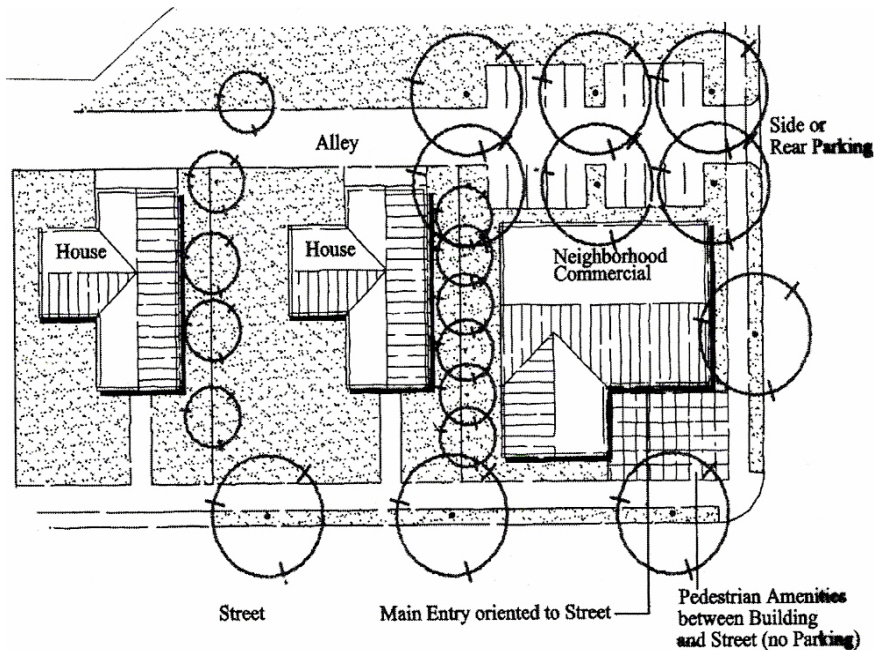 Alley
Side or
Rear Parking
House
House
Neighborhood
Commercial
Street
Main Entry oriented to Street
Pedestrian Amenities
between Building
and Street (no Parking)